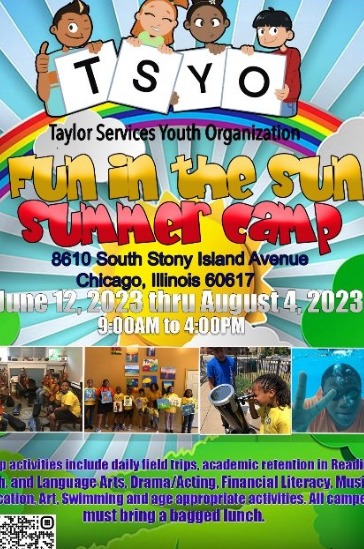 TSYO
Taylor Services Youth Organization
Fun in the Sun
Summer Camp
8610 South Stony Island Avenue
Chicago, Illinois 60617
June 12, 2023 thru August 4, 2023
9:00AM to 4:00PM
p activities include daily field trips, academic retention in Readi
h. and Language Arts, Drama/Acting, Financial Literacy, Musi
cation, Art, Swimming and age appropriate activities. All campe
must bring a bagged lunch.